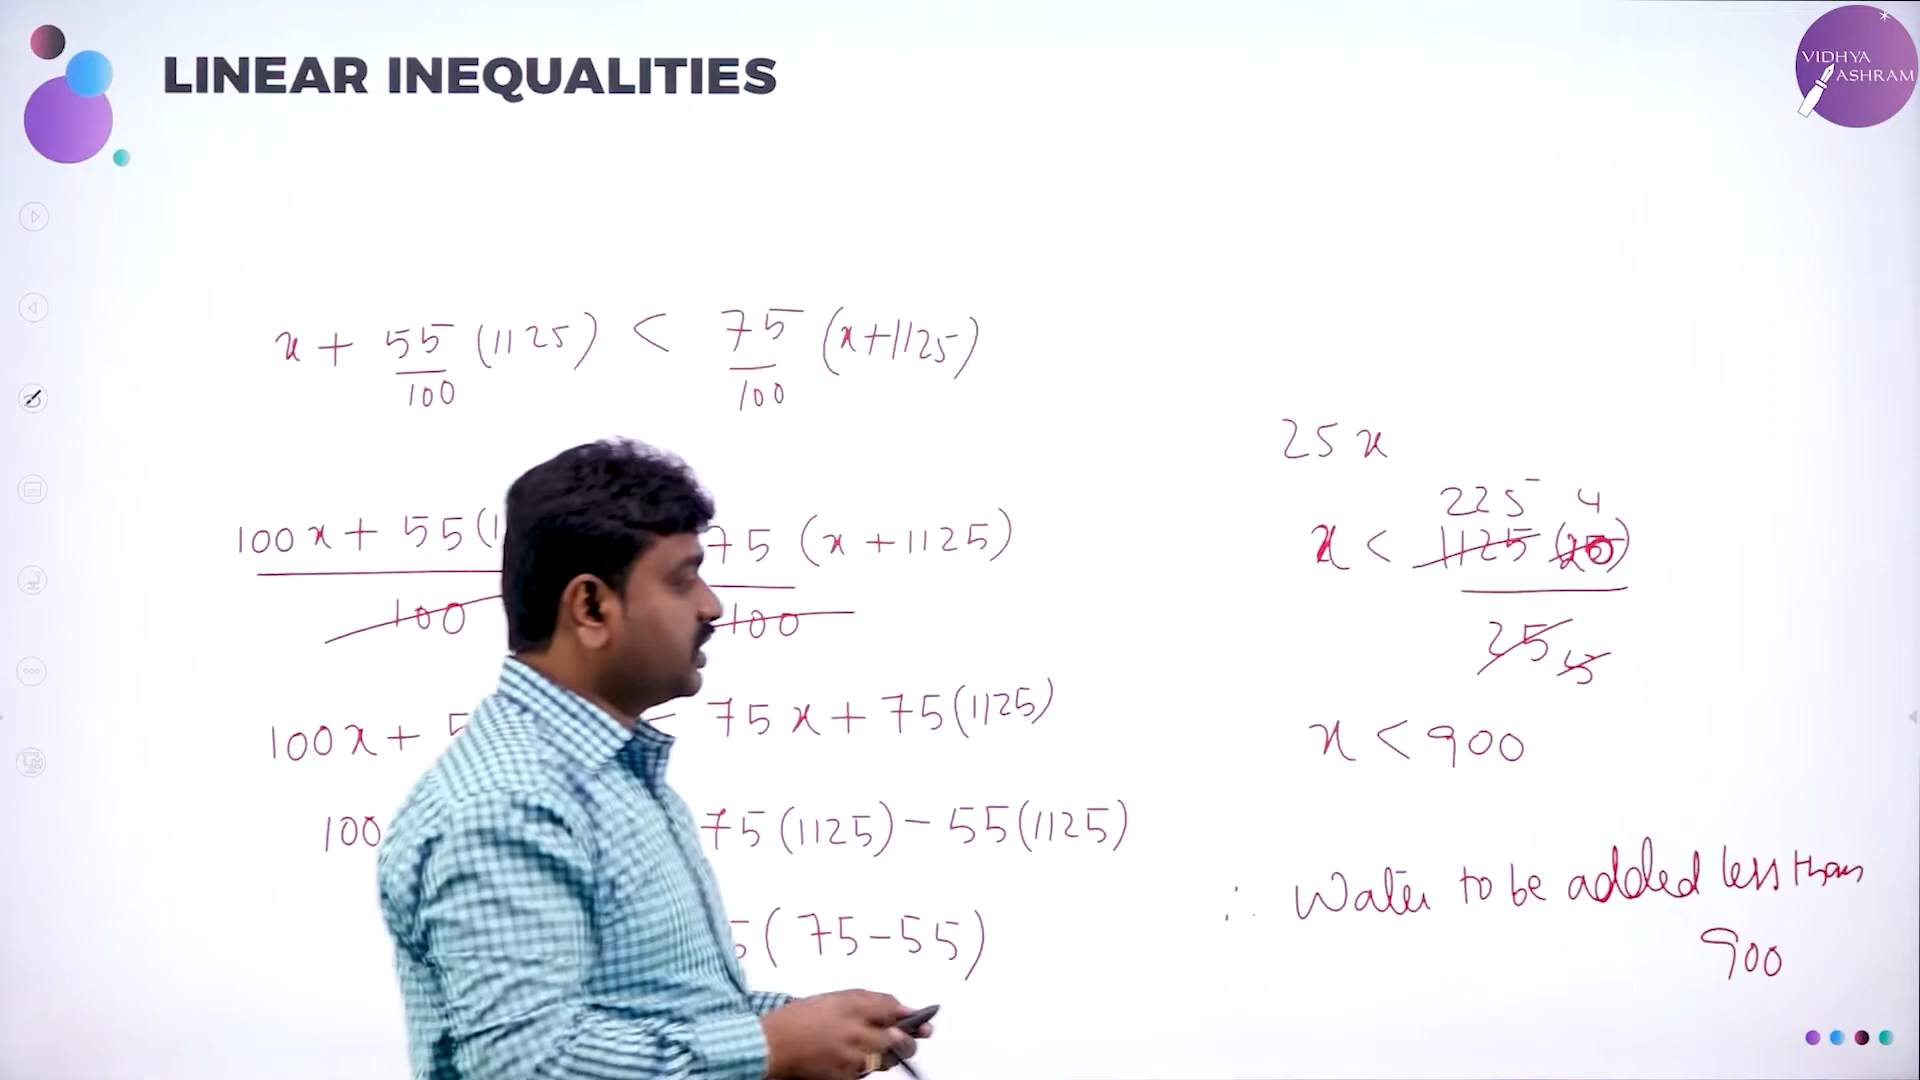 LINEAR INEQUALITIES
VIDHYA
ASHRAM
x + 55/100 (1125) < 75/100 (x+1125)
100x + 55(1 75 (x+1125)
100 100
100x + 5 < 75x + 75(1125)
100 75(1125) - 55(1125)
5(75-55)
25x
225 4
x < 1125 (20)
25 5
x < 900
∴ Water to be added less than
900